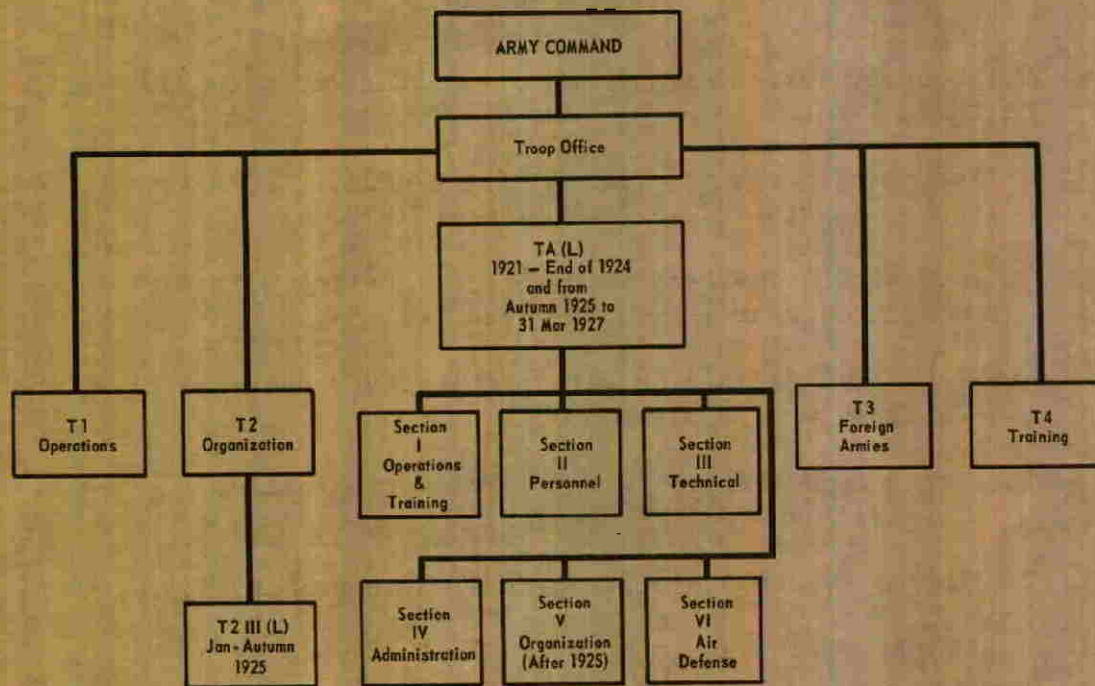 ARMY COMMAND
Troop Office
TA (L)
1921 – End of 1924
and from
Autumn 1925 to
31 Mar 1927
T1
Operations
T2
Organization
Section
I
Operations
&
Training
Section
II
Personnel
Section
III
Technical
T3
Foreign
Armies
T4
Training
T2 III (L)
Jan - Autumn
1925
Section
IV
Administration
Section
V
Organization
(After 1925)
Section
VI
Air
Defense